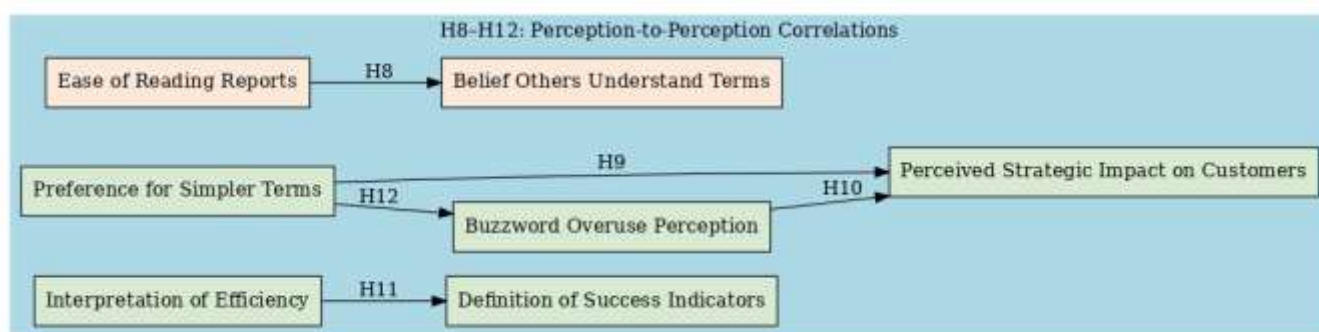 H8–H12: Perception-to-Perception Correlations
Ease of Reading Reports
H8
Belief Others Understand Terms
Preference for Simpler Terms
H9
Perceived Strategic Impact on Customers
H12
H10
Buzzword Overuse Perception
Interpretation of Efficiency
H11
Definition of Success Indicators